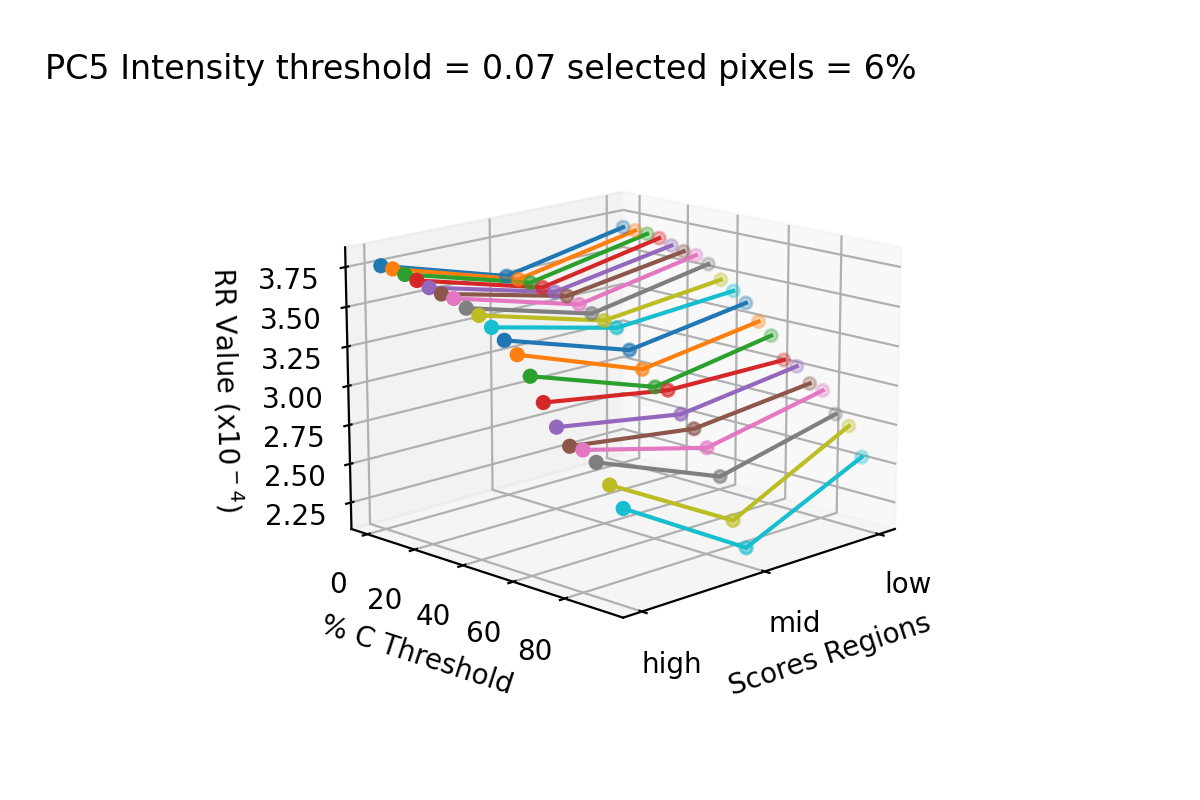 PC5 Intensity threshold = 0.07 selected pixels = 6%
3.75
3.50
3.25
3.00
2.75
2.50
2.25
RR Value (x10⁻⁴)
0
20
40
60
80
% C Threshold
high
mid
low
Scores Regions